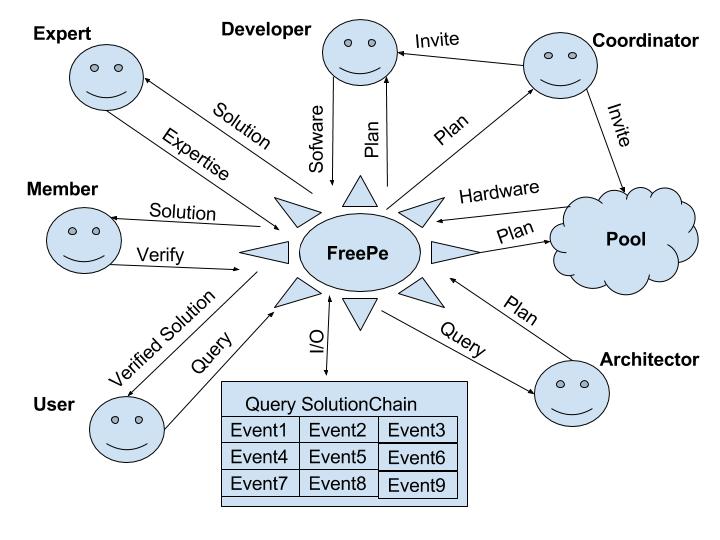 Expert
Developer
Invite
Coordinator
Solution
Expertise
Sofware
Plan
Plan
Invite
Member
Solution
Verify
Hardware
Plan
Pool
FreePe
Verified Solution
Query
I/O
Query
Plan
Architector
User
Query SolutionChain
Event1 Event2 Event3
Event4 Event5 Event6
Event7 Event8 Event9